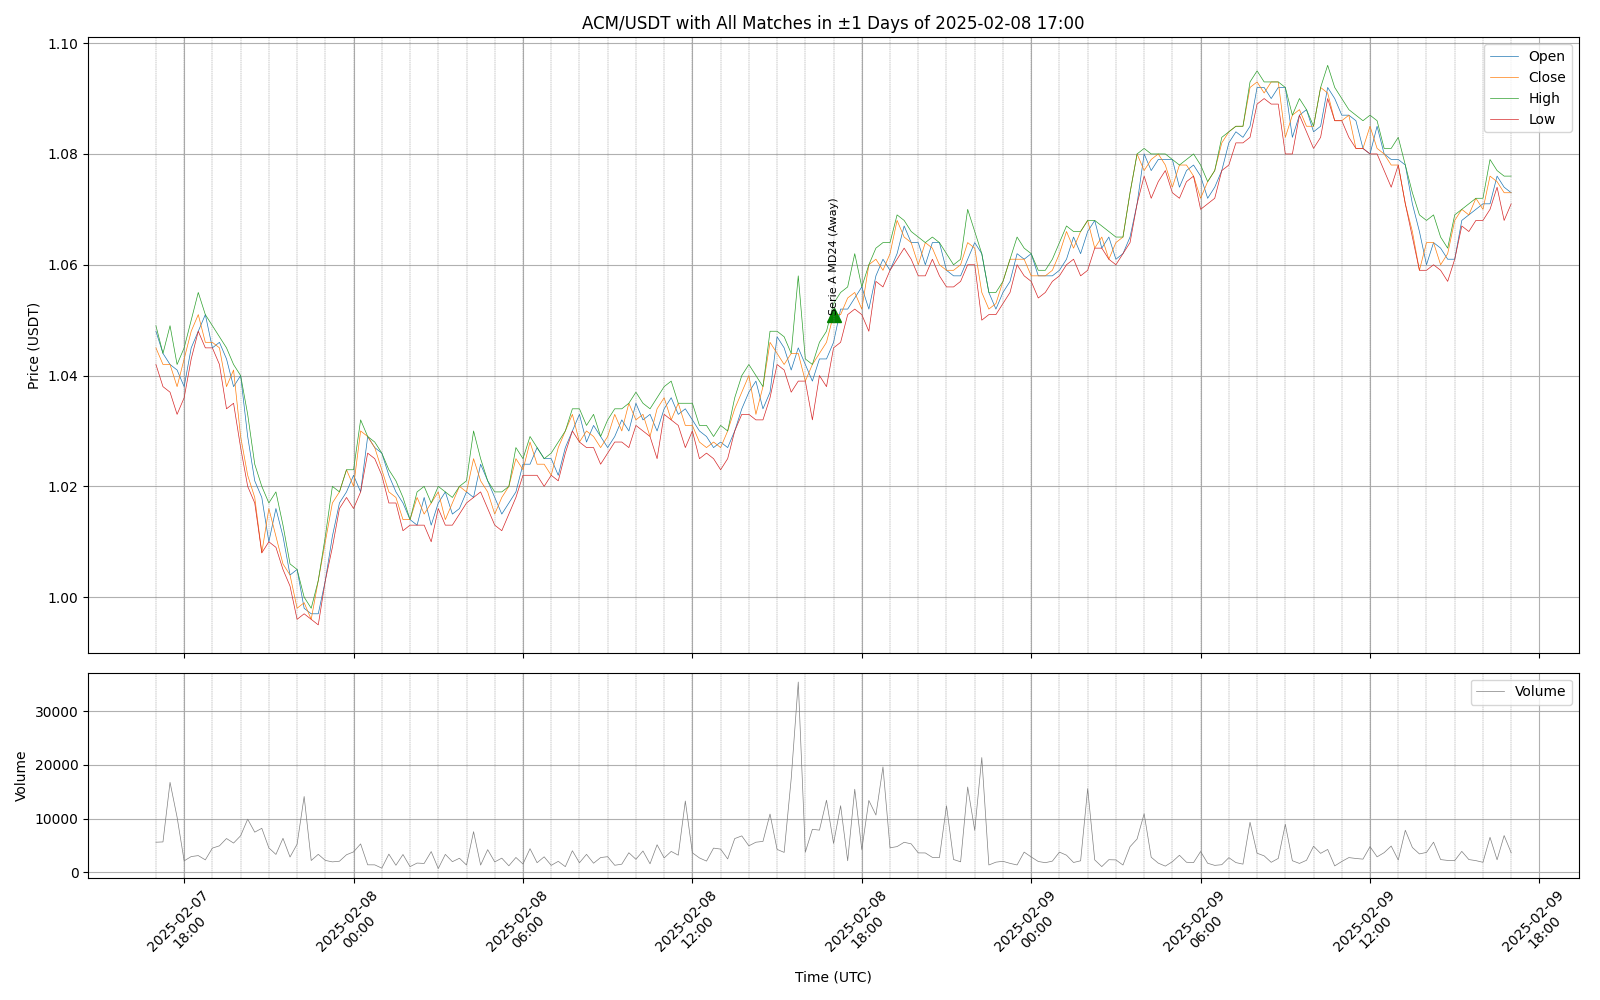 ACM/USDT with All Matches in ±1 Days of 2025-02-08 17:00
1.10
1.08
1.06
1.04
1.02
1.00
Price (USDT)
Open
Close
High
Low
Serie A MD24 (Away)
30000
20000
10000
0
Volume
Volume
2025-02-07
18:00
2025-02-08
00:00
2025-02-08
06:00
2025-02-08
12:00
2025-02-08
18:00
2025-02-09
00:00
2025-02-09
06:00
2025-02-09
12:00
2025-02-09
18:00
Time (UTC)